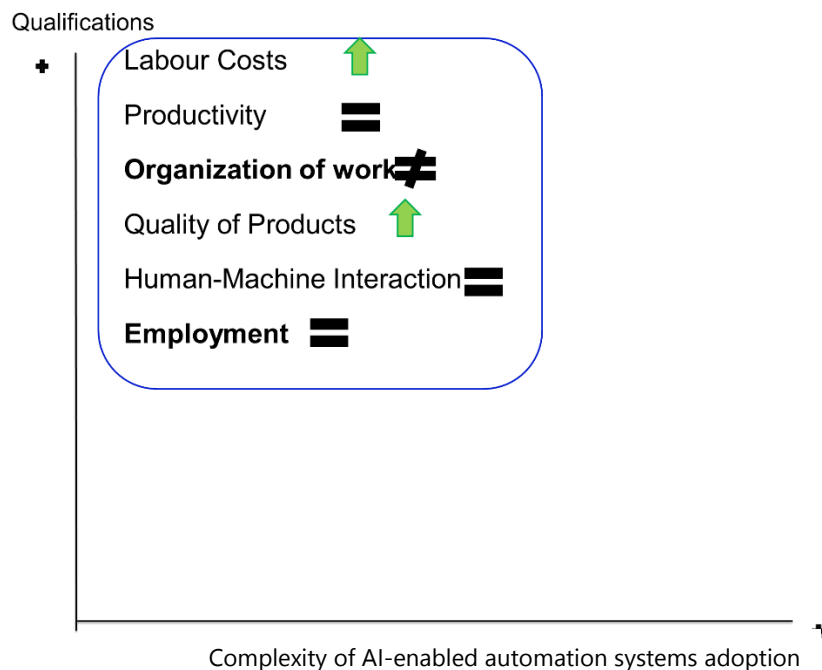 Qualifications
+
Labour Costs
Productivity
= 
Organization of work ≠
Quality of Products
Human-Machine Interaction =
Employment =
Complexity of AI-enabled automation systems adoption